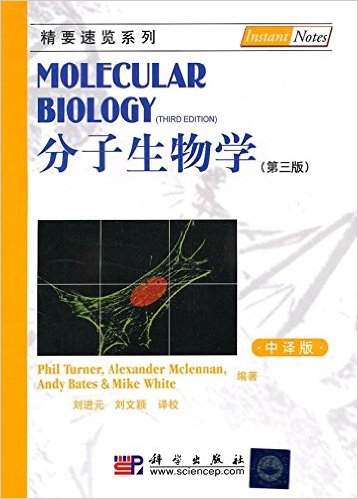 精要速览系列
Instant Notes
MOLECULAR
BIOLOGY (THIRD EDITION)
分子生物学(第三版)
·中译版·
Phil Turner, Alexander Mclennan,
Andy Bates & Mike White
编著
刘进元 刘文颖 译校
科学出版社
www.sciencep.com